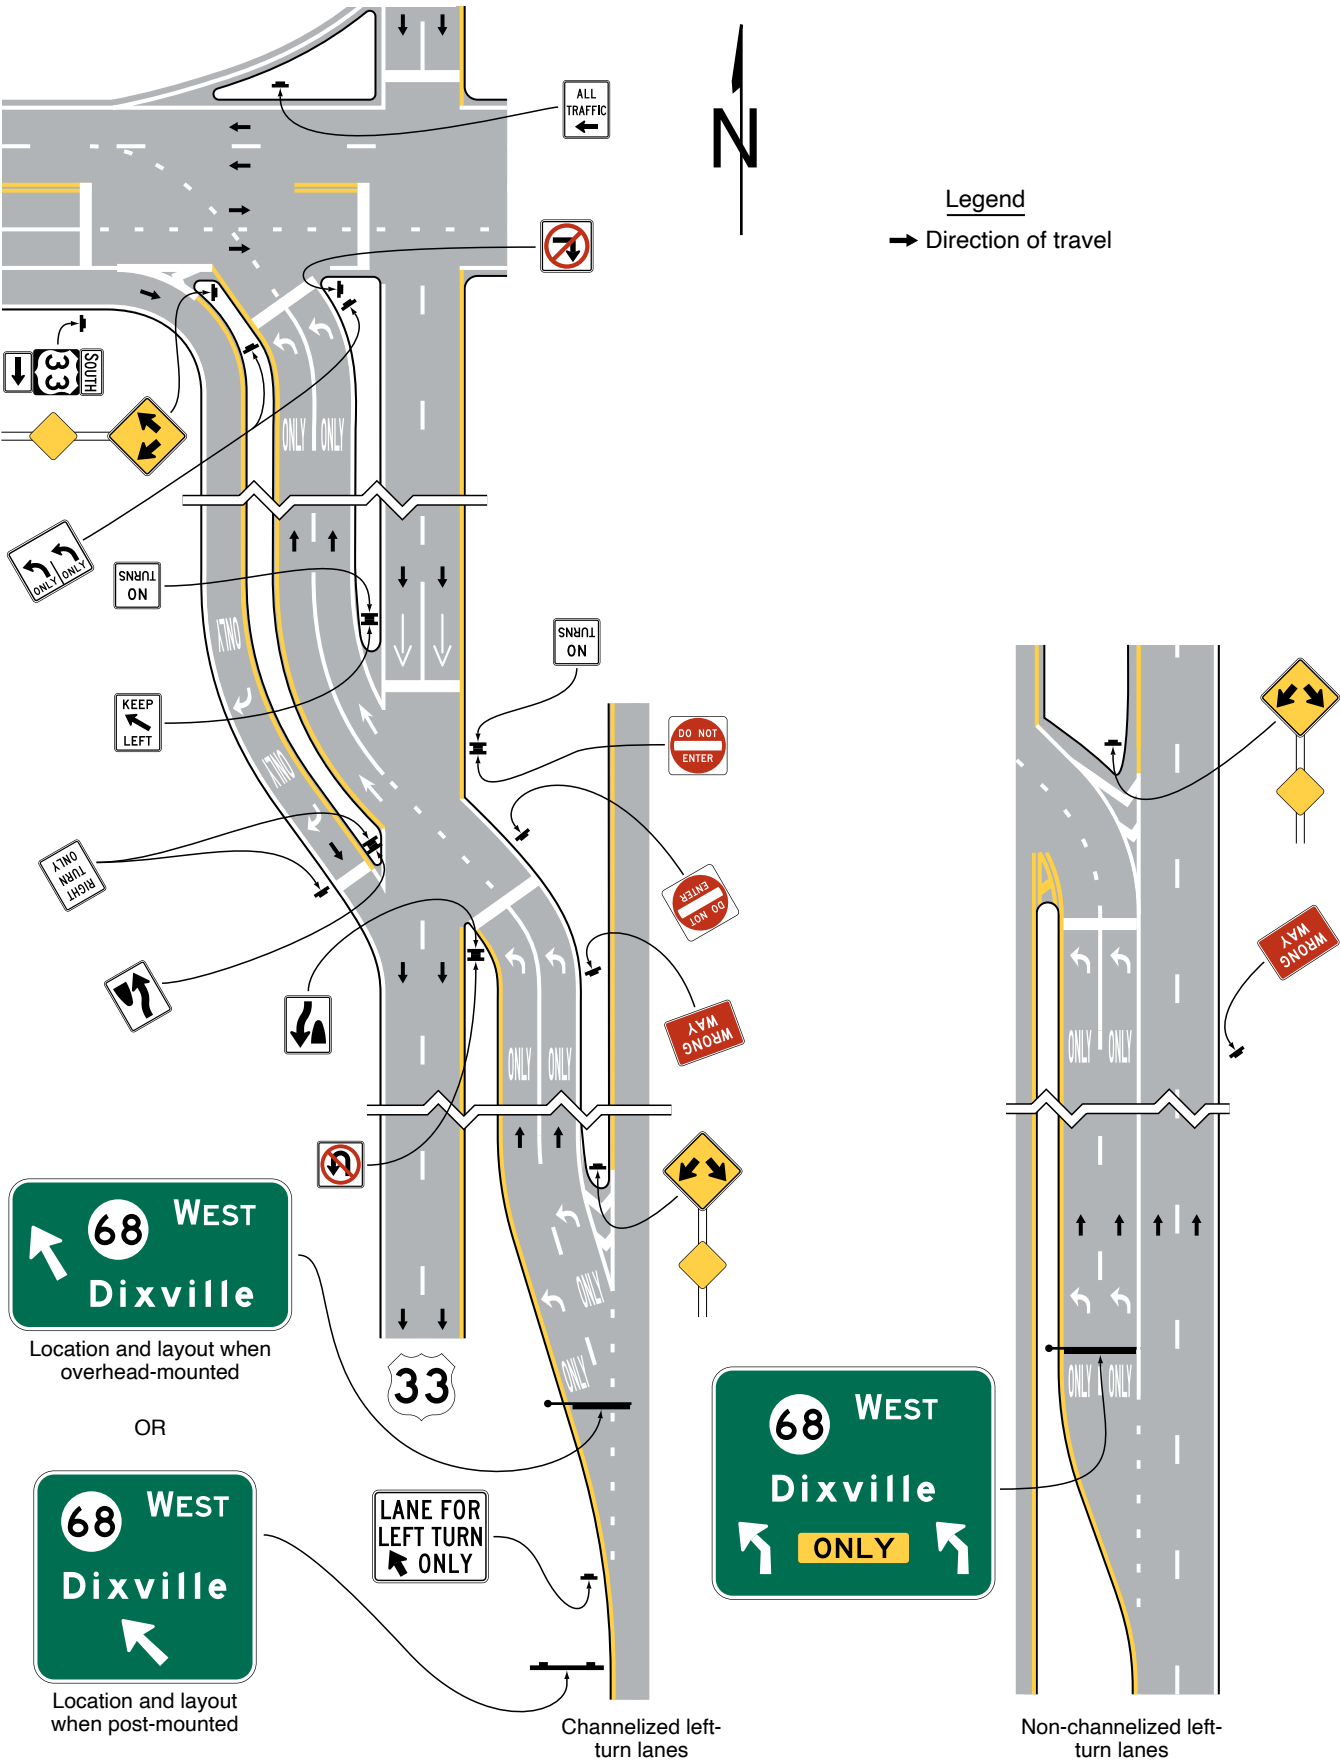 ALL
TRAFFIC
N
Legend
Direction of travel
SOUTH
33
ONLY ONLY
ONLY ONLY
NO
TURNS
ONLY
NO
TURNS
KEEP
LEFT
DO NOT
ENTER
ONLY
RIGHT
TURN
ONLY
DO NOT
ENTER
WRONG
WAY
WRONG
WAY
ONLY ONLY
ONLY ONLY
68 WEST
Dixville
Location and layout when
overhead-mounted
OR
ONLY
ONLY
33
ONLY ONLY
68 WEST
Dixville
ONLY
68 WEST
Dixville
Location and layout
when post-mounted
LANE FOR
LEFT TURN
ONLY
Channelized left-
turn lanes
Non-channelized left-
turn lanes